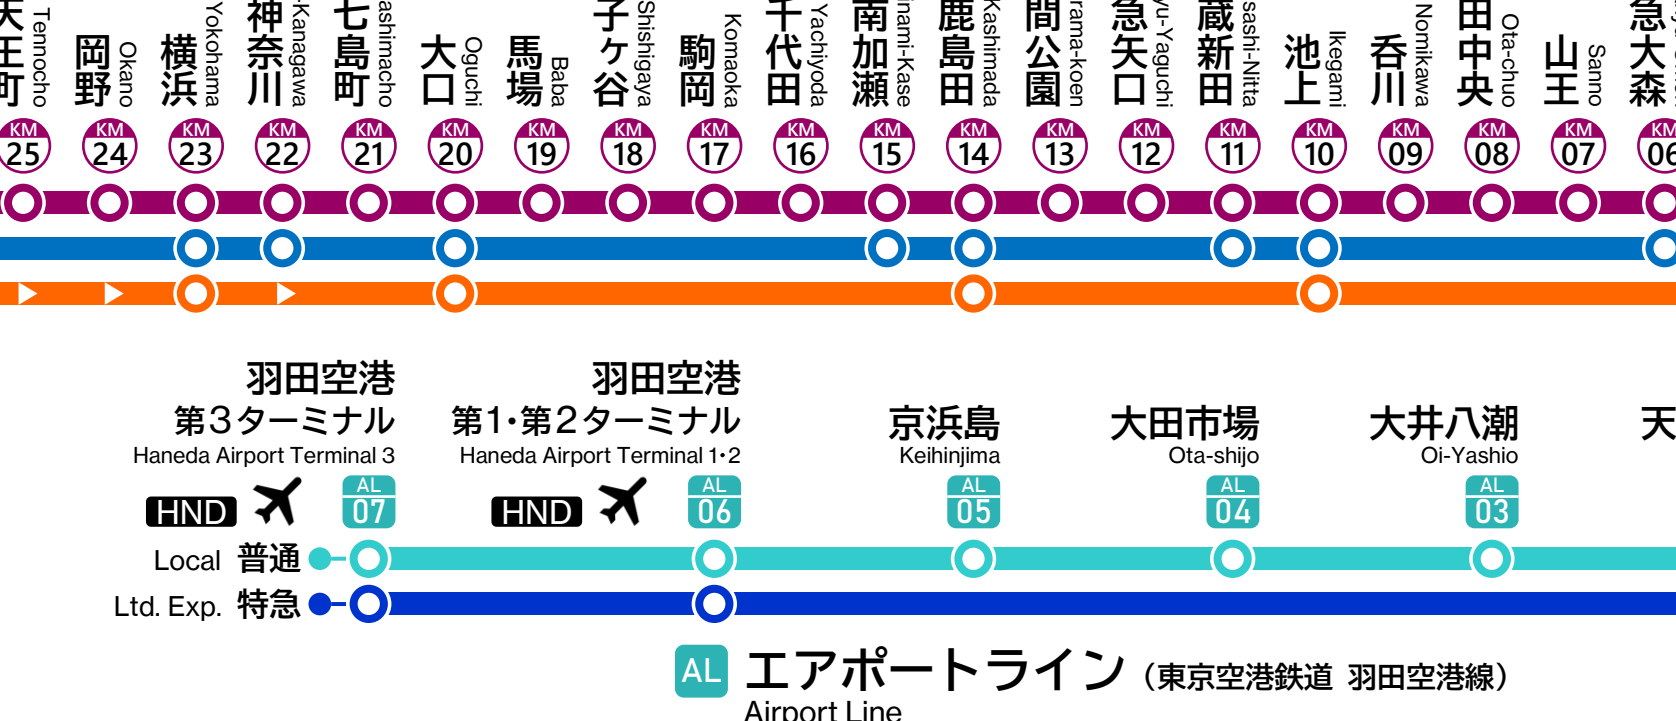 天王町 Tennocho
岡野 Okano
横浜 Yokohama
神奈川 -Kanagawa
七島町 ashimacho
大口 Oguchi
馬場 Baba
子ヶ谷 Shishigaya
駒岡 Komaoka
千代田 Yachiyoda
南加瀬 inami-Kase
鹿島田 Kashimada
間公園 rama-koen
急矢口 yu-Yaguchi
蔵新田 sashi-Nitta
池上 Ikegami
呑川 Nomikawa
田中央 Ota-chuo
山王 Sanno
急大森
KM 25
KM 24
KM 23
KM 22
KM 21
KM 20
KM 19
KM 18
KM 17
KM 16
KM 15
KM 14
KM 13
KM 12
KM 11
KM 10
KM 09
KM 08
KM 07
KM 06
羽田空港
第3ターミナル
Haneda Airport Terminal 3
HND
AL 07
羽田空港
第1・第2ターミナル
Haneda Airport Terminal 1・2
HND
AL 06
京浜島
Keihinjima
AL 05
大田市場
Ota-shijo
AL 04
大井八潮
Oi-Yashio
AL 03
天
Local 普通
Ltd. Exp. 特急
AL エアポートライン（東京空港鉄道 羽田空港線）
Airport Line